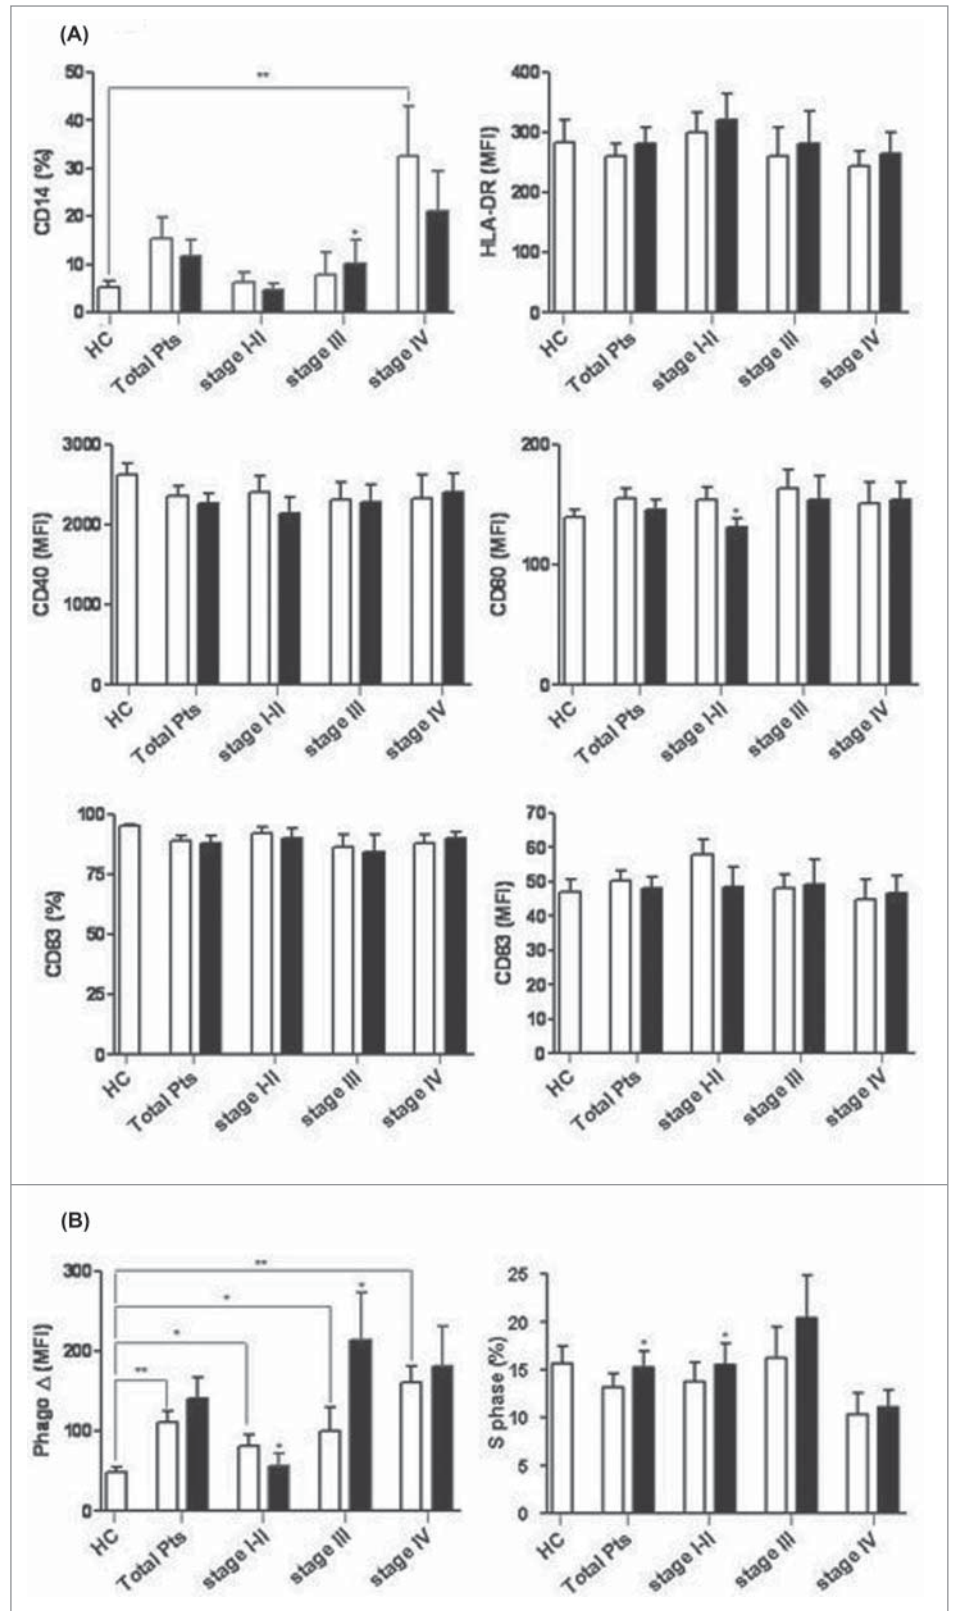 (A)
CD14 (%)
50
40
30
20
10
0
**
*
HC
Total Pts
stage I-II
stage III
stage IV
HLA-DR (MFI)
400
300
200
100
0
HC
Total Pts
stage I-II
stage III
stage IV
CD40 (MFI)
3000
2000
1000
0
HC
Total Pts
stage I-II
stage III
stage IV
CD80 (MFI)
200
100
0
*
HC
Total Pts
stage I-II
stage III
stage IV
CD83 (%)
100
75
50
25
0
HC
Total Pts
stage I-II
stage III
stage IV
CD83 (MFI)
70
60
50
40
30
20
10
0
HC
Total Pts
stage I-II
stage III
stage IV
(B)
Phago Δ (MFI)
300
200
100
0
**
*
*
**
*
*
HC
Total Pts
stage I-II
stage III
stage IV
S phase (%)
25
20
15
10
5
0
*
*
HC
Total Pts
stage I-II
stage III
stage IV